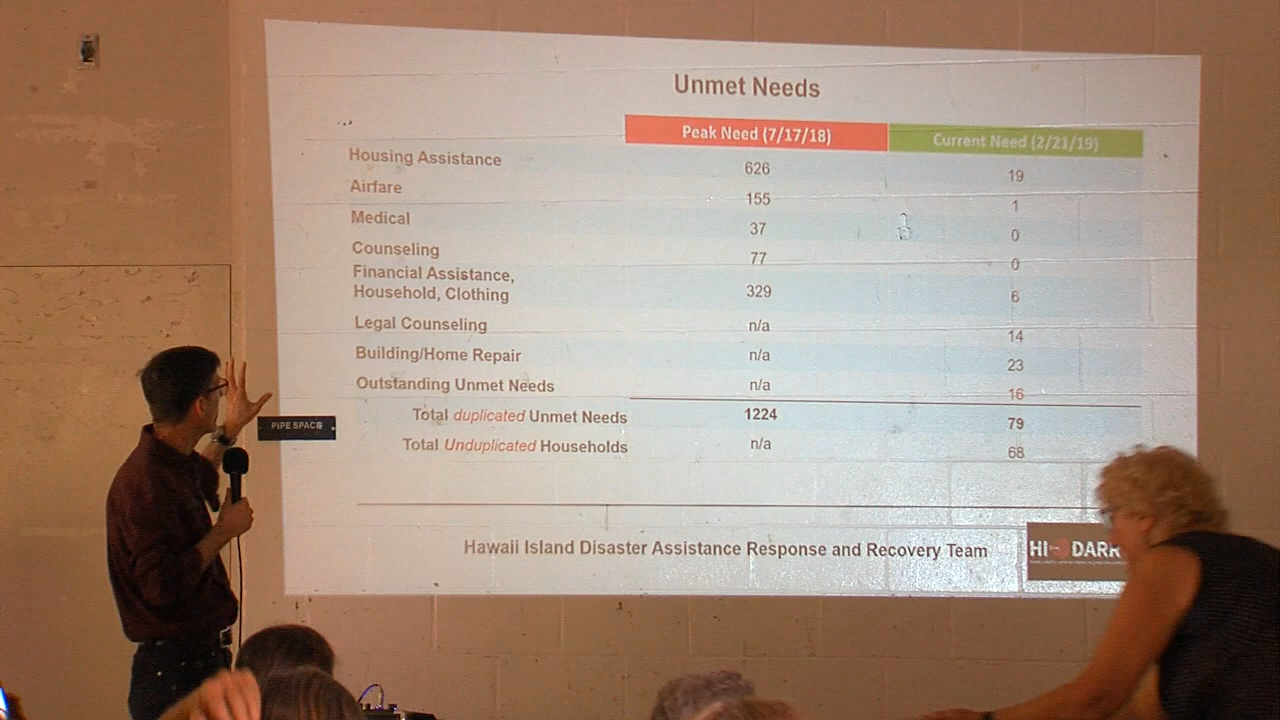 Unmet Needs
Peak Need (7/17/18) Current Need (2/21/19)
Housing Assistance 626 19
Airfare 155 1
Medical 37 0
Counseling 77 0
Financial Assistance,
Household, Clothing 329 6
Legal Counseling n/a 14
Building/Home Repair n/a 23
Outstanding Unmet Needs n/a 16
Total duplicated Unmet Needs 1224 79
Total Unduplicated Households n/a 68
PIPE SPACE
Hawaii Island Disaster Assistance Response and Recovery Team
HI DARR